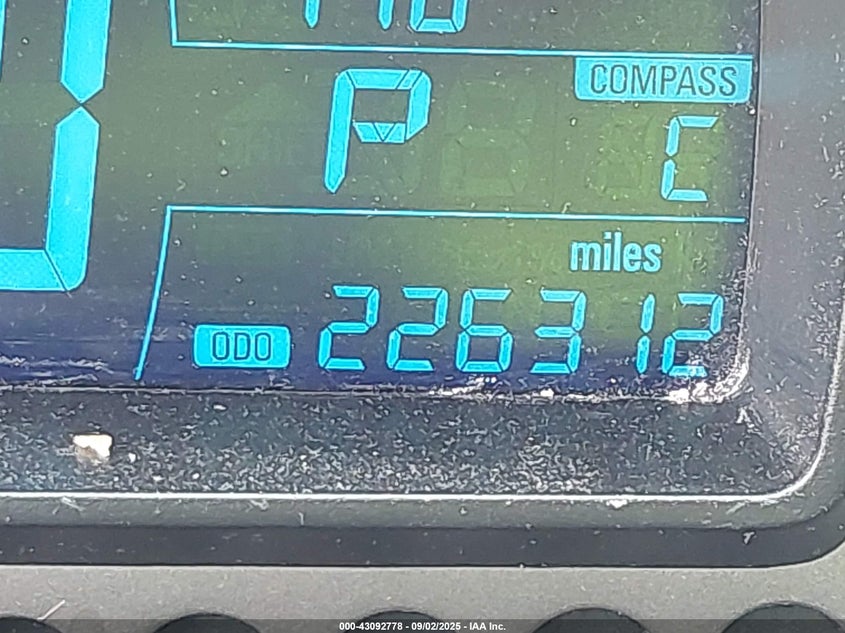 COMPASS
P C
miles
ODO 226312
000-43092778 - 09/02/2025 - IAA Inc.